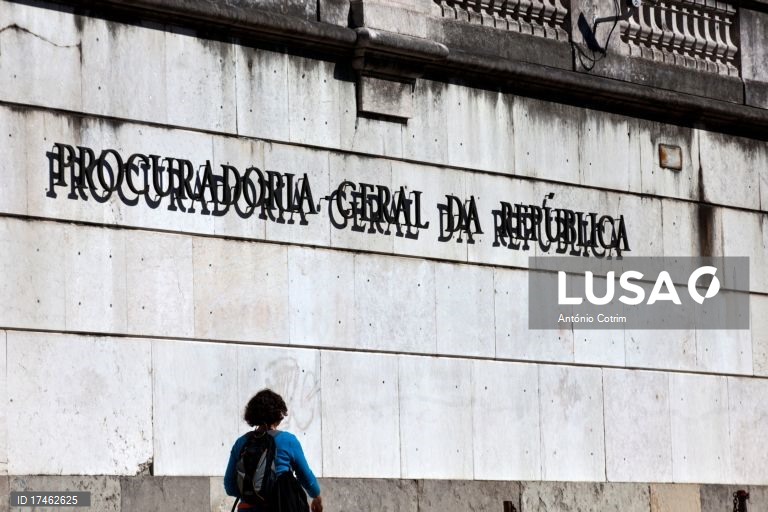 PROCURADORIA-GERAL DA REPÚBLICA
LUSA
António Cotrim
ID 17462625